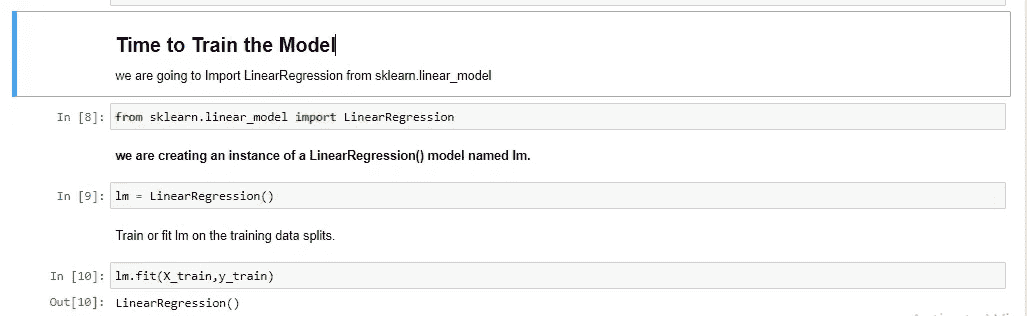 Time to Train the Model
we are going to Import LinearRegression from sklearn.linear_model
In [8]: from sklearn.linear_model import LinearRegression
we are creating an instance of a LinearRegression() model named lm.
In [9]: lm = LinearRegression()
Train or fit lm on the training data splits.
In [10]: lm.fit(X_train,y_train)
Out[10]: LinearRegression()